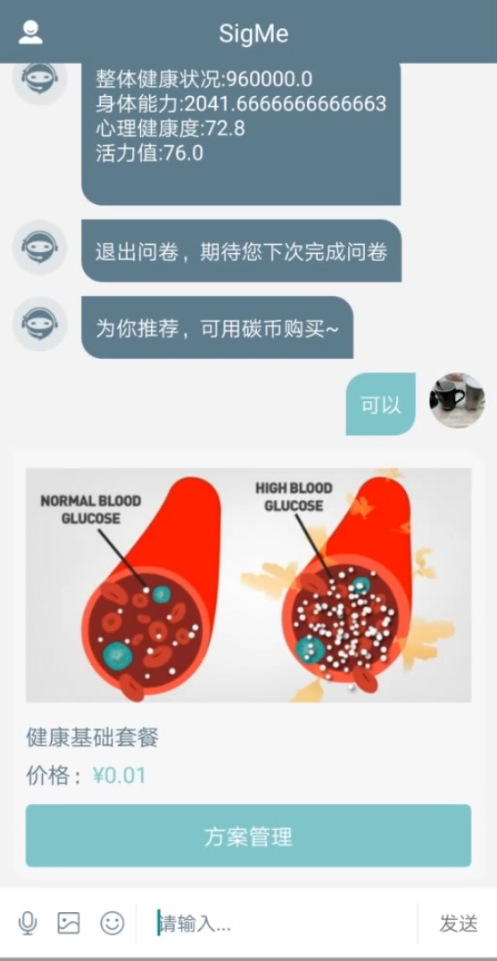 SigMe
整体健康状况:960000.0
身体能力:2041.6666666666663
心理健康度:72.8
活力值:76.0
退出问卷，期待您下次完成问卷
为你推荐，可用碳币购买~
可以
NORMAL BLOOD
GLUCOSE
HIGH BLOOD
GLUCOSE
健康基础套餐
价格：¥0.01
方案管理
请输入...
发送